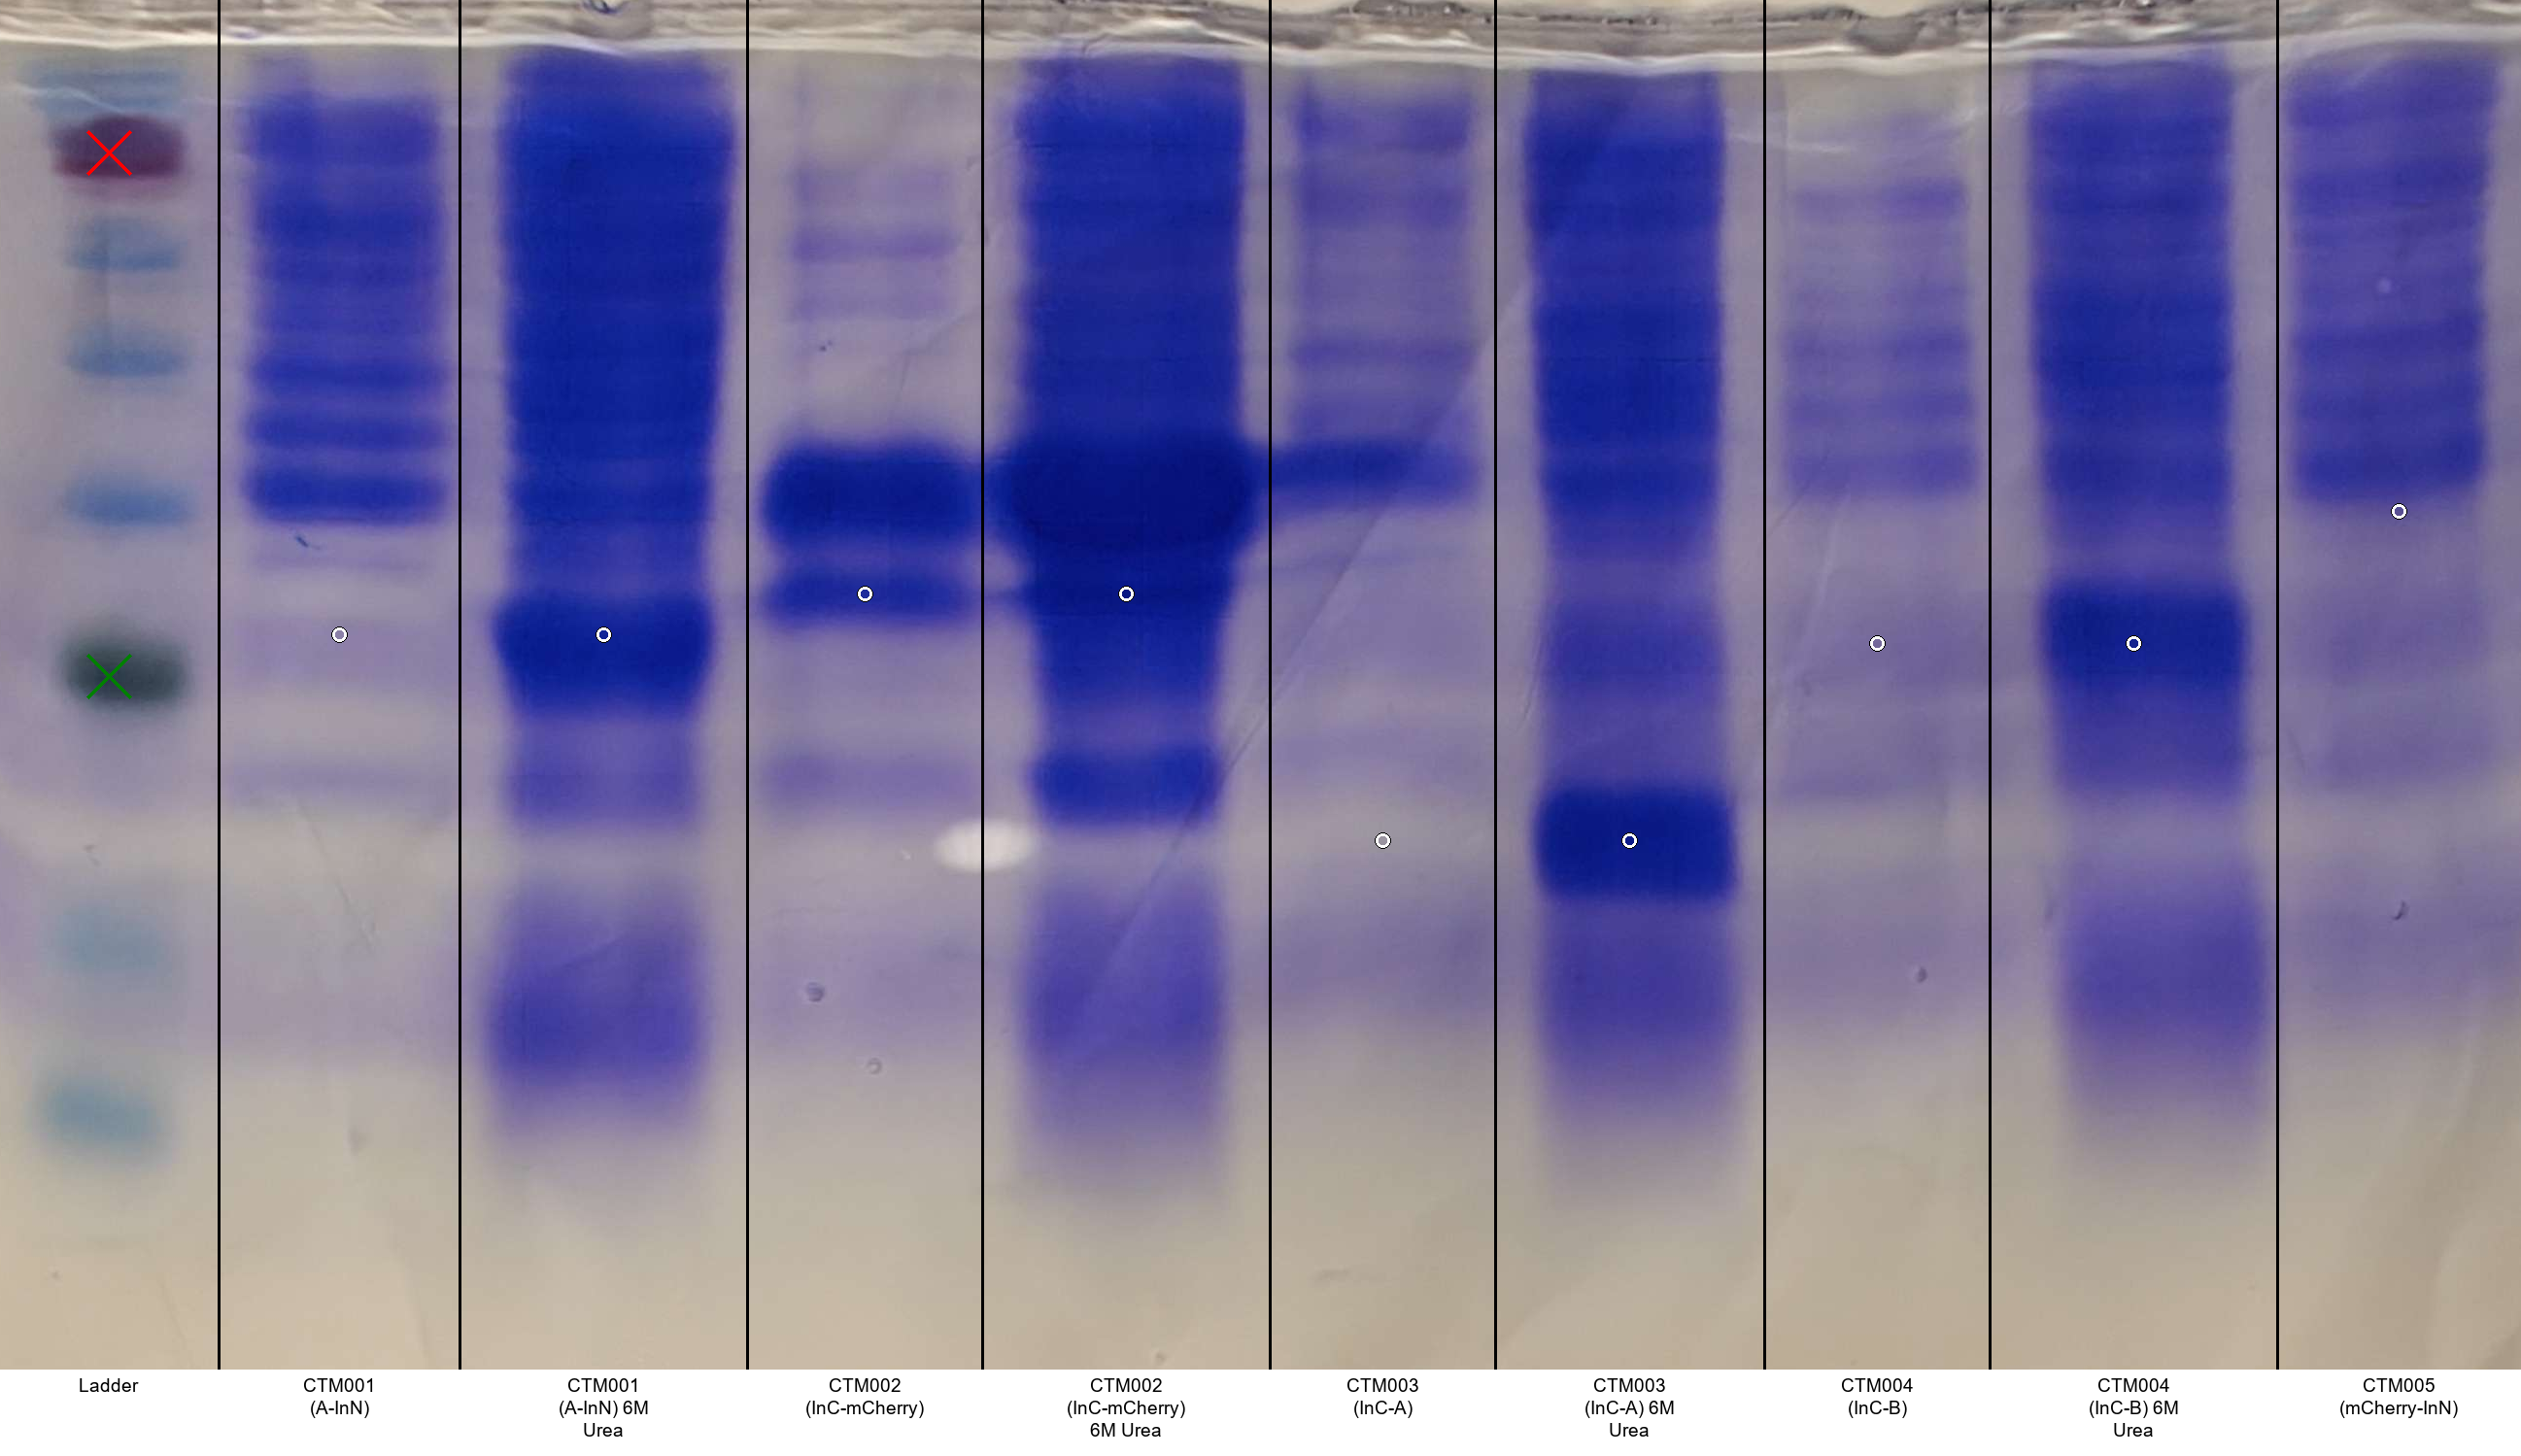 Ladder
CTM001
(A-InN)
CTM001
(A-InN) 6M
Urea
CTM002
(InC-mCherry)
CTM002
(InC-mCherry)
6M Urea
CTM003
(InC-A)
CTM003
(InC-A) 6M
Urea
CTM004
(InC-B)
CTM004
(InC-B) 6M
Urea
CTM005
(mCherry-InN)